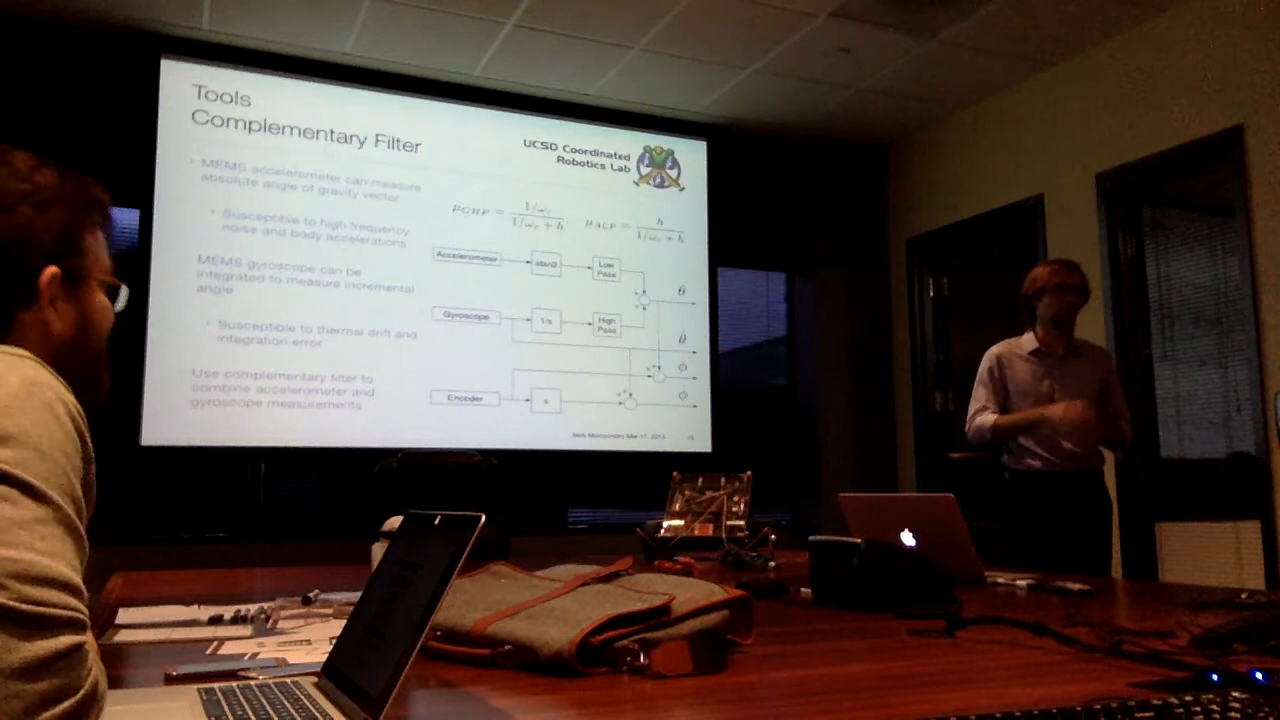 Tools
Complementary Filter
UCSD Coordinated
Robotics Lab
MEMS accelerometer can measure
absolute angle of gravity vector
Susceptible to high frequency
noise and body accelerations
MEMS gyroscope can be
integrated to measure incremental
angle
Susceptible to thermal drift and
integration error
Use complementary filter to
combine accelerometer and
gyroscope measurements
Accelerometer
atan2
Low
Pass
θ
Gyroscope
1/s
High
Pass
θ̇
ϕ
Encoder
s